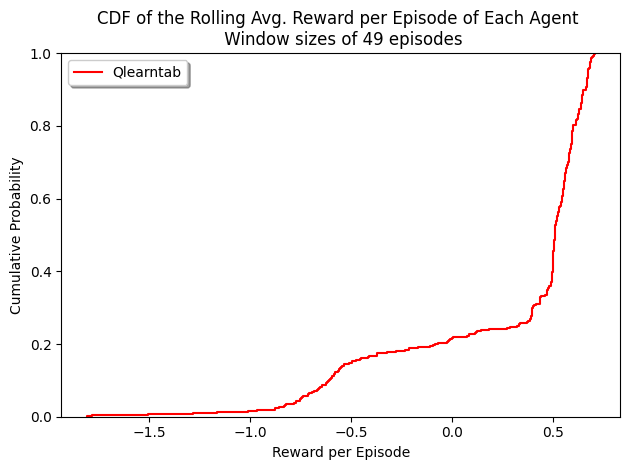 CDF of the Rolling Avg. Reward per Episode of Each Agent
Window sizes of 49 episodes
Qlearntab
Cumulative Probability
1.0
0.8
0.6
0.4
0.2
0.0
−1.5
−1.0
−0.5
0.0
0.5
Reward per Episode